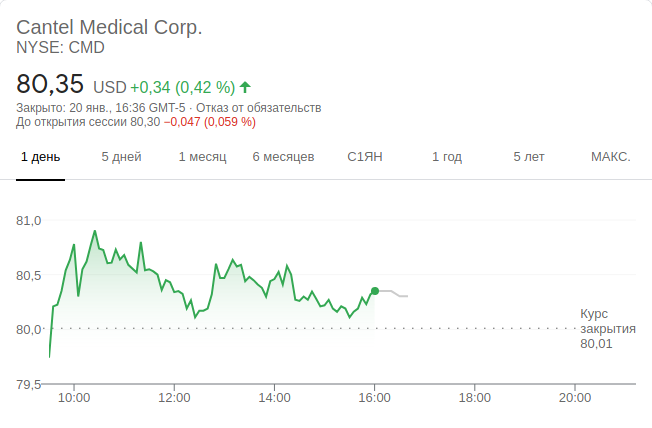 Cantel Medical Corp.
NYSE: CMD
80,35 USD +0,34 (0,42 %)
Закрыто: 20 янв., 16:36 GMT-5 · Отказ от обязательств
До открытия сессии 80,30 −0,047 (0,059 %)
1 день 5 дней 1 месяц 6 месяцев С1ЯН 1 год 5 лет МАКС.
81,0
80,5
80,0
Курс
закрытия
80,01
79,5
10:00 12:00 14:00 16:00 18:00 20:00